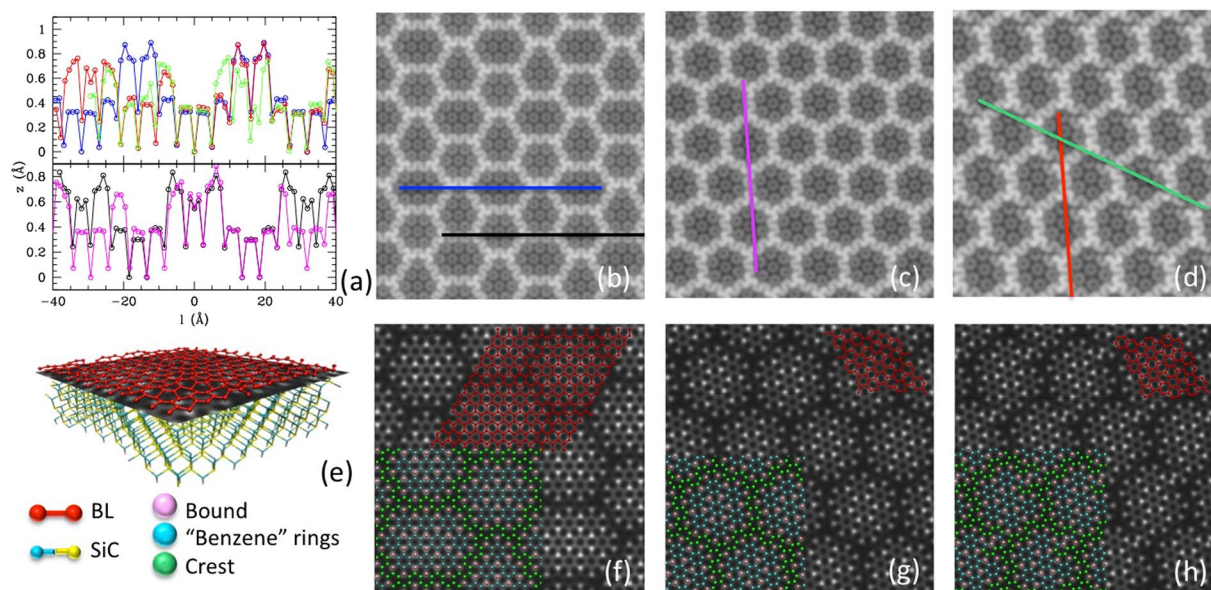 1
0.8
0.6
0.4
0.2
0
z (Å)
0.8
0.6
0.4
0.2
0
−40 −20 0 20 40
l (Å)
(a)
(b)
(c)
(d)
(e)
BL
SiC
Bound
“Benzene” rings
Crest
(f)
(g)
(h)